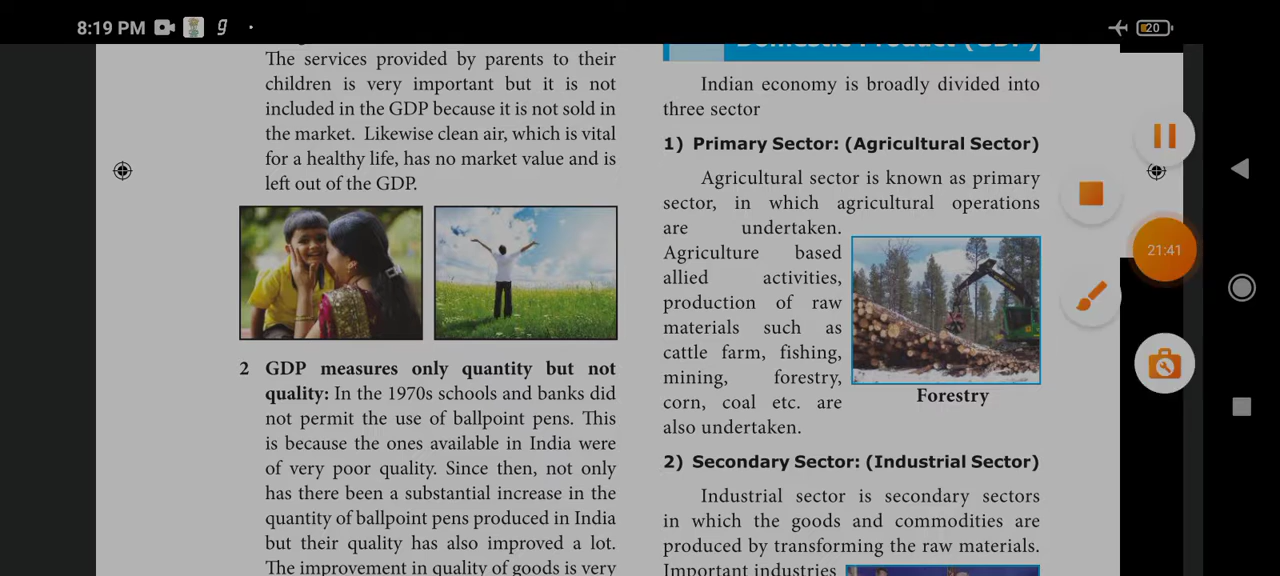 8:19 PM
g
20
The services provided by parents to their
children is very important but it is not
included in the GDP because it is not sold in
the market. Likewise clean air, which is vital
for a healthy life, has no market value and is
left out of the GDP.
2 GDP measures only quantity but not
quality: In the 1970s schools and banks did
not permit the use of ballpoint pens. This
is because the ones available in India were
of very poor quality. Since then, not only
has there been a substantial increase in the
quantity of ballpoint pens produced in India
but their quality has also improved a lot.
The improvement in quality of goods is very
Domestic Product (GDP)
Indian economy is broadly divided into
three sector
1) Primary Sector: (Agricultural Sector)
Agricultural sector is known as primary
sector, in which agricultural operations
are undertaken.
Agriculture based
allied activities,
production of raw
materials such as
cattle farm, fishing,
mining, forestry,
corn, coal etc. are
also undertaken.
Forestry
2) Secondary Sector: (Industrial Sector)
Industrial sector is secondary sectors
in which the goods and commodities are
produced by transforming the raw materials.
Important industries
21:41